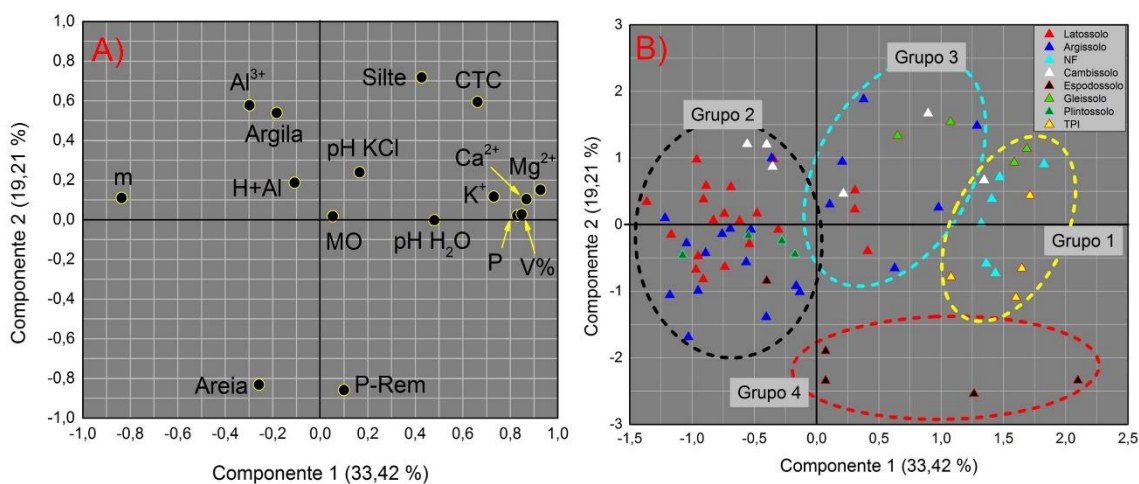 A)
Componente 2 (19,21 %)
1,0
0,8
0,6
0,4
0,2
0,0
-0,2
-0,4
-0,6
-0,8
-1,0
Al³⁺
Argila
Silte
CTC
m
H+Al
pH KCl
Ca²⁺
Mg²⁺
K⁺
MO
pH H₂O
P
V%
Areia
P-Rem
-1,0 -0,8 -0,6 -0,4 -0,2 0,0 0,2 0,4 0,6 0,8 1,0
Componente 1 (33,42 %)
B)
Componente 2 (19,21 %)
3
2
1
0
-1
-2
-3
Grupo 3
Grupo 2
Grupo 1
Grupo 4
Latossolo
Argissolo
NF
Cambissolo
Espodossolo
Gleissolo
Plintossolo
TPI
-1,5 -1,0 -0,5 0,0 0,5 1,0 1,5 2,0 2,5
Componente 1 (33,42 %)